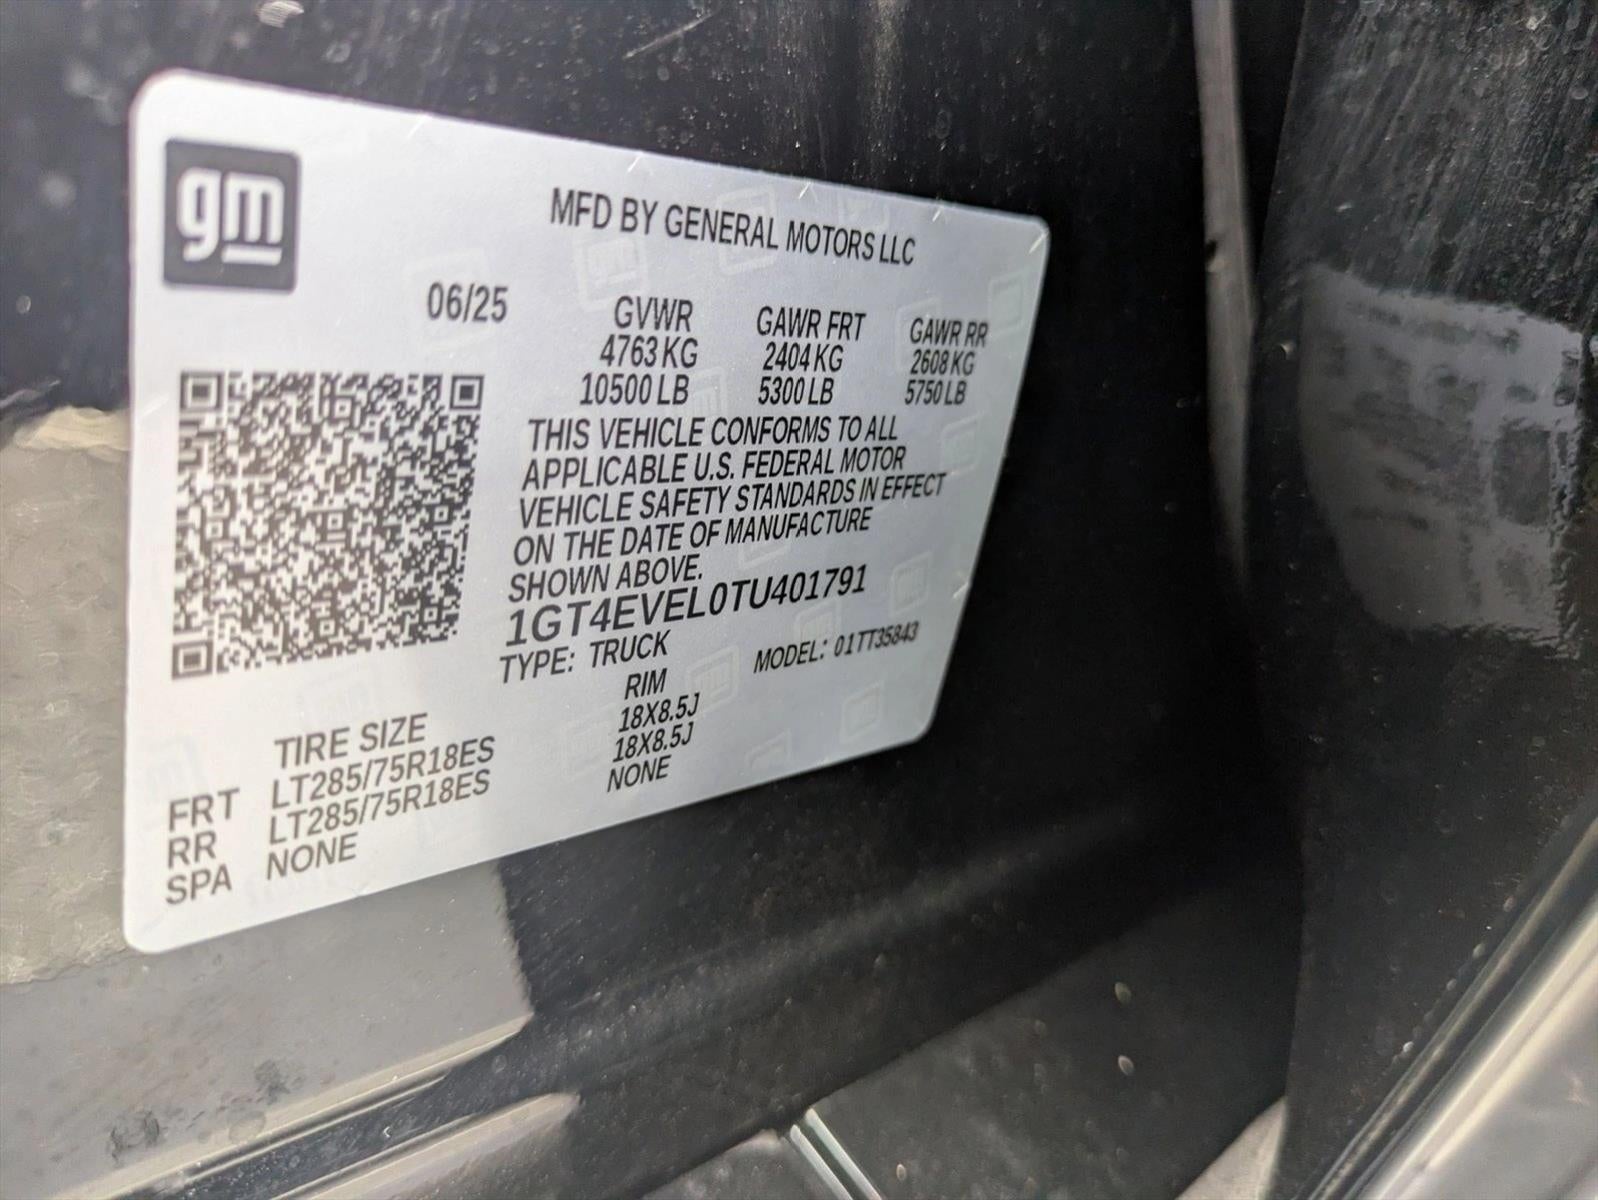 gm
MFD BY GENERAL MOTORS LLC
06/25 GVWR GAWR FRT GAWR RR
4763 KG 2404 KG 2608 KG
10500 LB 5300 LB 5750 LB
THIS VEHICLE CONFORMS TO ALL
APPLICABLE U.S. FEDERAL MOTOR
VEHICLE SAFETY STANDARDS IN EFFECT
ON THE DATE OF MANUFACTURE
SHOWN ABOVE.
1GT4EVEL0TU401791
TYPE: TRUCK MODEL: 01TT35843
TIRE SIZE RIM
FRT LT285/75R18ES 18X8.5J
RR LT285/75R18ES 18X8.5J
SPA NONE NONE